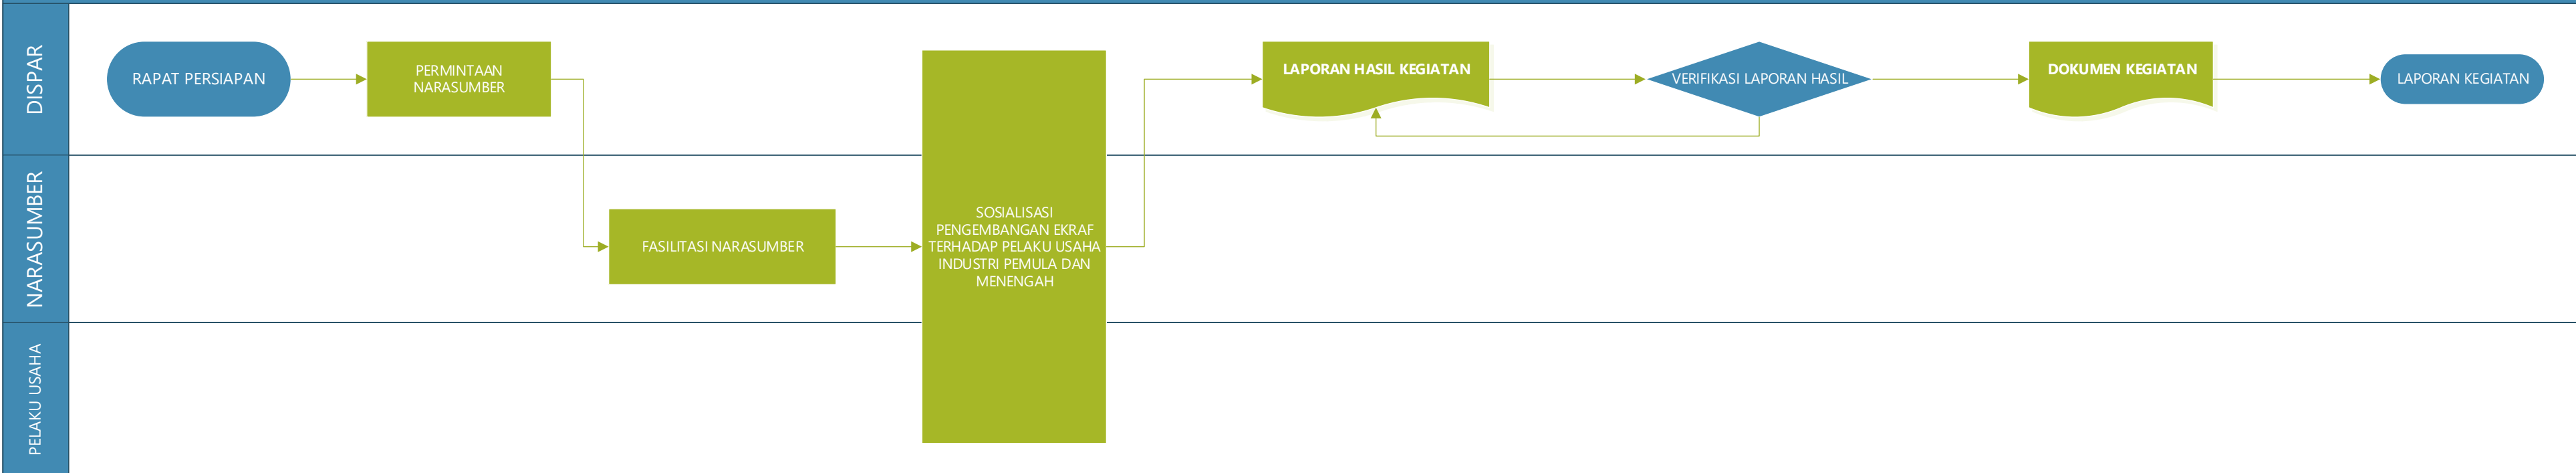 DISPAR
RAPAT PERSIAPAN
PERMINTAAN
NARASUMBER
LAPORAN HASIL KEGIATAN
VERIFIKASI LAPORAN HASIL
DOKUMEN KEGIATAN
LAPORAN KEGIATAN
NARASUMBER
FASILITASI NARASUMBER
SOSIALISASI
PENGEMBANGAN EKRAF
TERHADAP PELAKU USAHA
INDUSTRI PEMULA DAN
MENENGAH
PELAKU USAHA